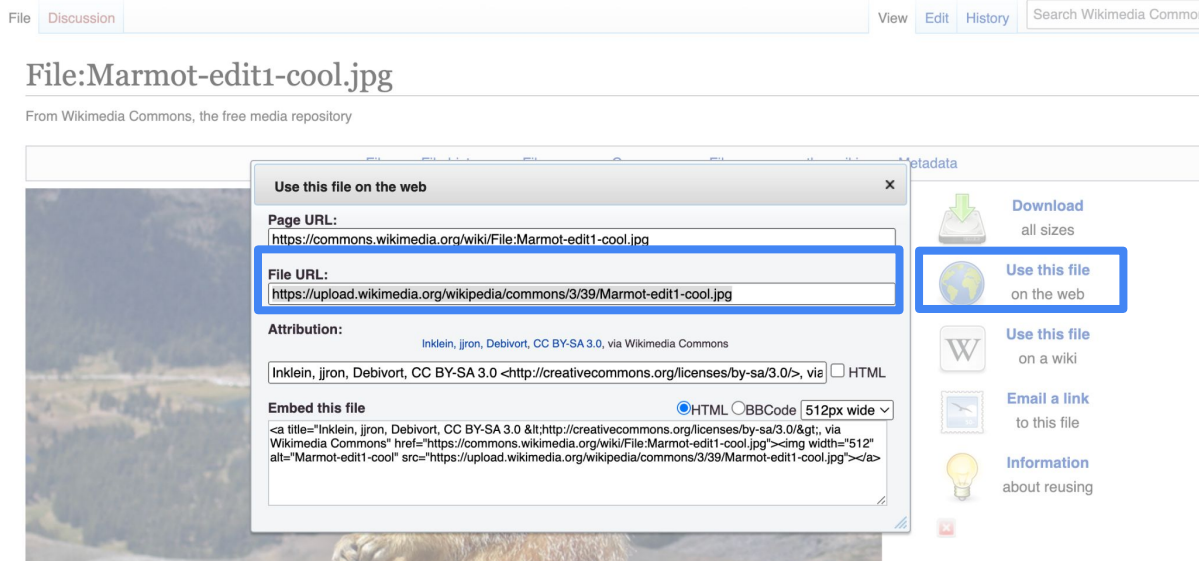 File Discussion View Edit History Search Wikimedia Commo
File:Marmot-edit1-cool.jpg
From Wikimedia Commons, the free media repository
Metadata
Use this file on the web x
Page URL:
https://commons.wikimedia.org/wiki/File:Marmot-edit1-cool.jpg
File URL:
https://upload.wikimedia.org/wikipedia/commons/3/39/Marmot-edit1-cool.jpg
Attribution:
Inklein, jjron, Debivort, CC BY-SA 3.0, via Wikimedia Commons
Inklein, jjron, Debivort, CC BY-SA 3.0 <http://creativecommons.org/licenses/by-sa/3.0/>, via HTML
Embed this file HTML BBCode 512px wide
<a title="Inklein, jjron, Debivort, CC BY-SA 3.0 &lt;http://creativecommons.org/licenses/by-sa/3.0/&gt;, via
Wikimedia Commons" href="https://commons.wikimedia.org/wiki/File:Marmot-edit1-cool.jpg"><img width="512"
alt="Marmot-edit1-cool" src="https://upload.wikimedia.org/wikipedia/commons/3/39/Marmot-edit1-cool.jpg"></a>
Download
all sizes
Use this file
on the web
W
Use this file
on a wiki
Email a link
to this file
Information
about reusing